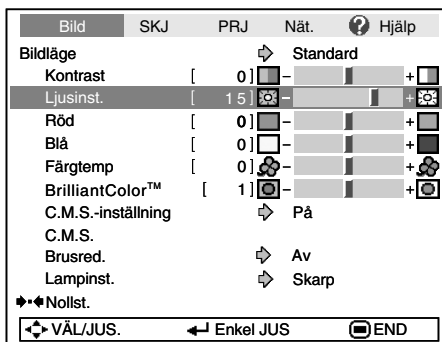 Bild SKJ PRJ Nät. ? Hjälp
Bildläge Standard
Kontrast [ 0 ] - +
Ljusinst. [ 15 ] - +
Röd [ 0 ] - +
Blå [ 0 ] - +
Färgtemp [ 0 ] - +
BrilliantColor™ [ 1 ] - +
C.M.S.-inställning På
C.M.S.
Brusred. Av
Lampinst. Skarp
Nollst.
VÄL/JUS. Enkel JUS END